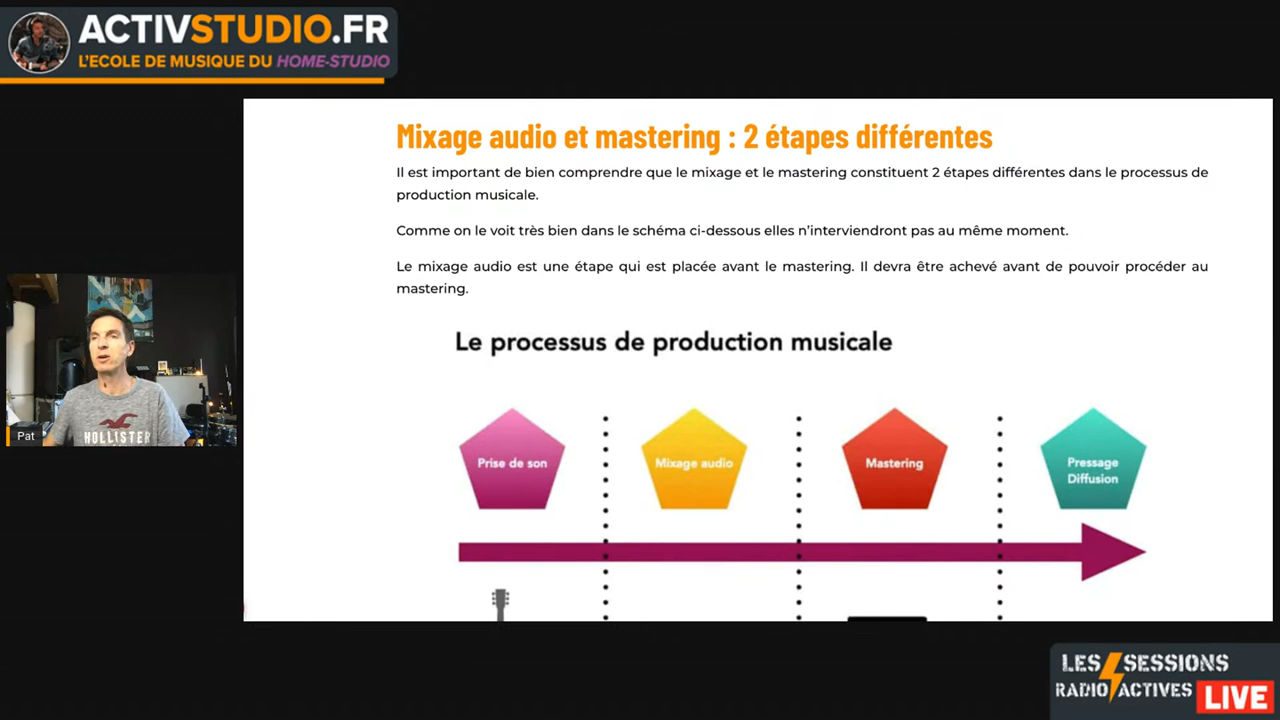 ACTIVSTUDIO.FR
L'ECOLE DE MUSIQUE DU HOME-STUDIO
Mixage audio et mastering : 2 étapes différentes
Il est important de bien comprendre que le mixage et le mastering constituent 2 étapes différentes dans le processus de
production musicale.
Comme on le voit très bien dans le schéma ci-dessous elles n'interviendront pas au même moment.
Le mixage audio est une étape qui est placée avant le mastering. Il devra être achevé avant de pouvoir procéder au
mastering.
Le processus de production musicale
Prise de son
Mixage audio
Mastering
Pressage
Diffusion
HOLLISTER
Pat
LES SESSIONS
RADIO ACTIVES LIVE